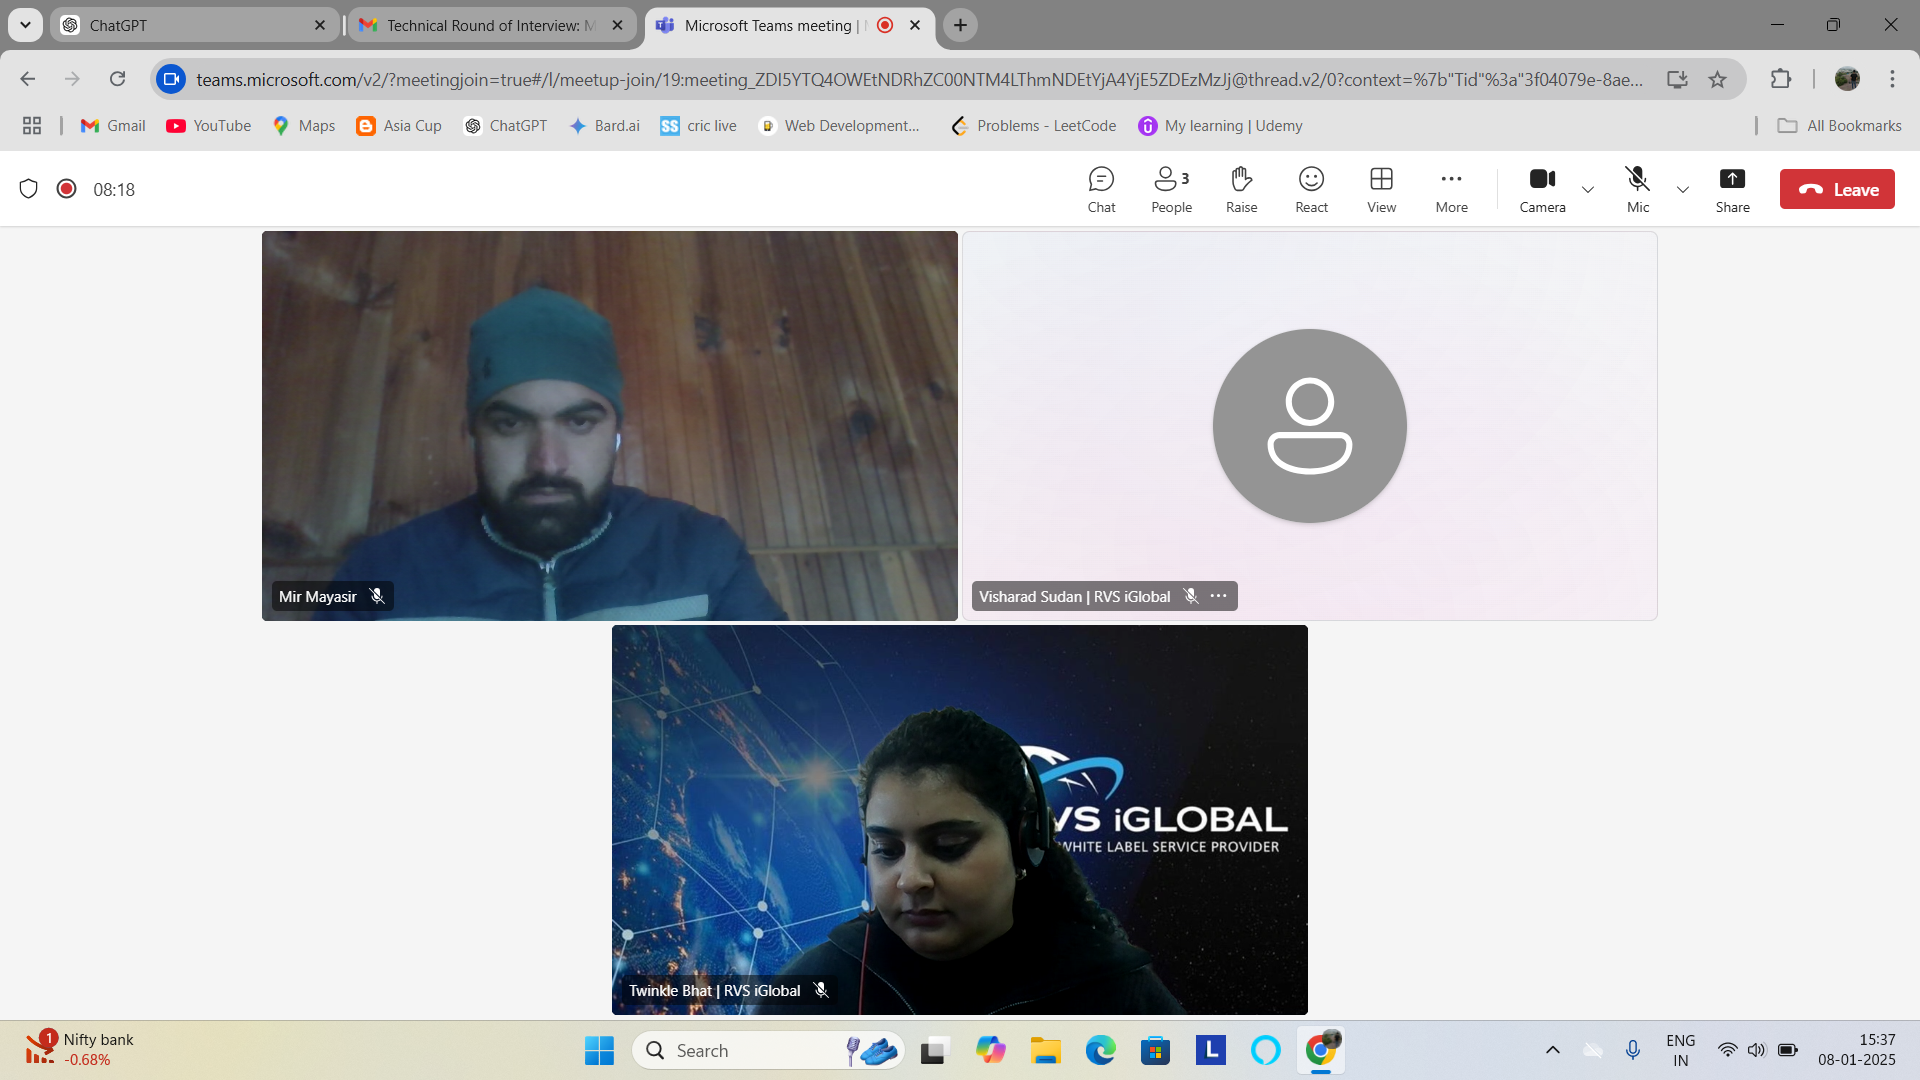 ChatGPT
Technical Round of Interview: M
Microsoft Teams meeting |
teams.microsoft.com/v2/?meetingjoin=true#/l/meetup-join/19:meeting_ZDI5YTQ4OWEtNDRhZC00NTM4LThmNDEtYjA4YjE5ZDEzMzJj@thread.v2/0?context=%7b"Tid"%3a"3f04079e-8ae...
Gmail
YouTube
Maps
Asia Cup
ChatGPT
Bard.ai
cric live
Web Development...
Problems - LeetCode
My learning | Udemy
All Bookmarks
08:18
Chat
3
People
Raise
React
View
More
Camera
Mic
Share
Leave
Mir Mayasir
Visharad Sudan | RVS iGlobal
VS iGLOBAL
WHITE LABEL SERVICE PROVIDER
Twinkle Bhat | RVS iGlobal
1
Nifty bank
-0.68%
Search
L
ENG
IN
15:37
08-01-2025